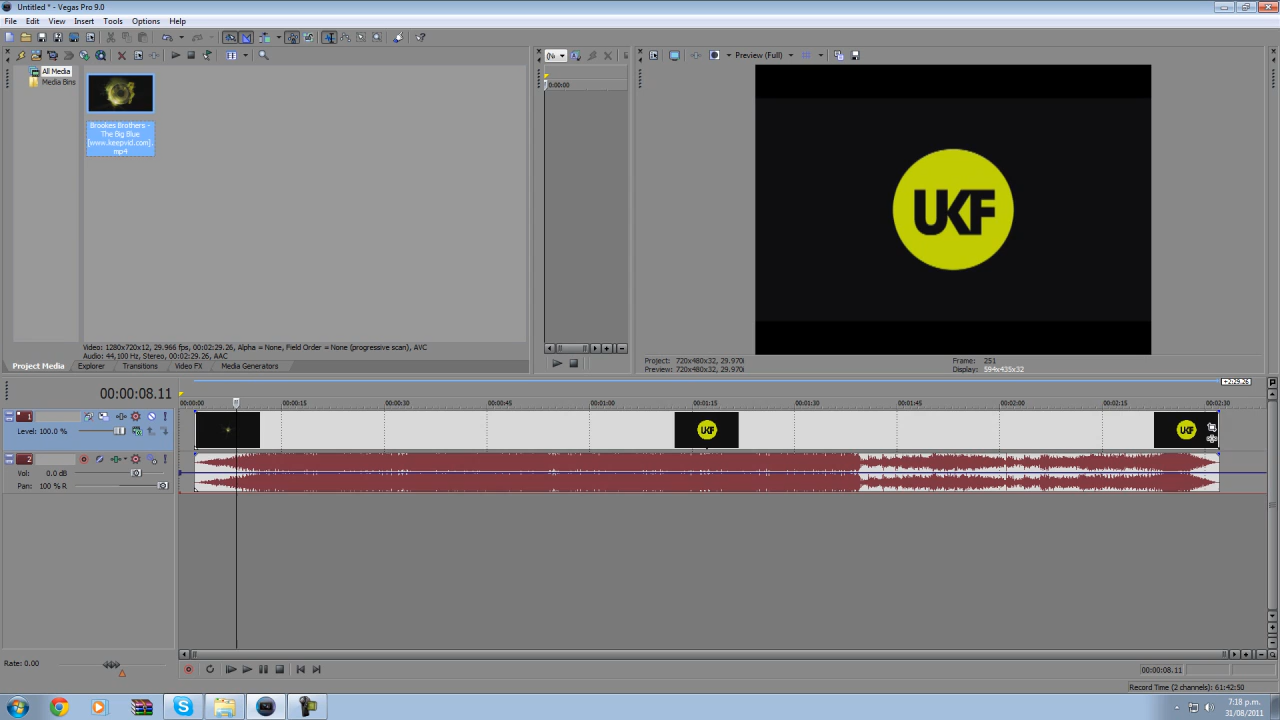 Untitled * - Vegas Pro 9.0
File Edit View Insert Tools Options Help
All Media
Media Bins
Brookes Brothers -
The Big Blue
[www.keepvid.com].
mp4
0:00:00
Preview (Full)
UKF
Video: 1280x720x12, 29.966 fps, 00:02:29.26, Alpha = None, Field Order = None (progressive scan), AVC
Audio: 44,100 Hz, Stereo, 00:02:29.26, AAC
Project Media Explorer Transitions Video FX Media Generators
Project: 720x480x32, 29.970i
Preview: 720x480x32, 29.970i
Frame: 251
Display: 594x435x32
+2:29.26
00:00:08.11
00:00:00 00:00:15 00:00:30 00:00:45 00:01:00 00:01:15 00:01:30 00:01:45 00:02:00 00:02:15 00:02:30
1
Level: 100.0 %
UKF
UKF
2
Vol: 0.0 dB
Pan: 100 % R
Rate: 0.00
00:00:08.11
Record Time (2 channels): 61:42:50
7:18 p.m.
31/08/2011